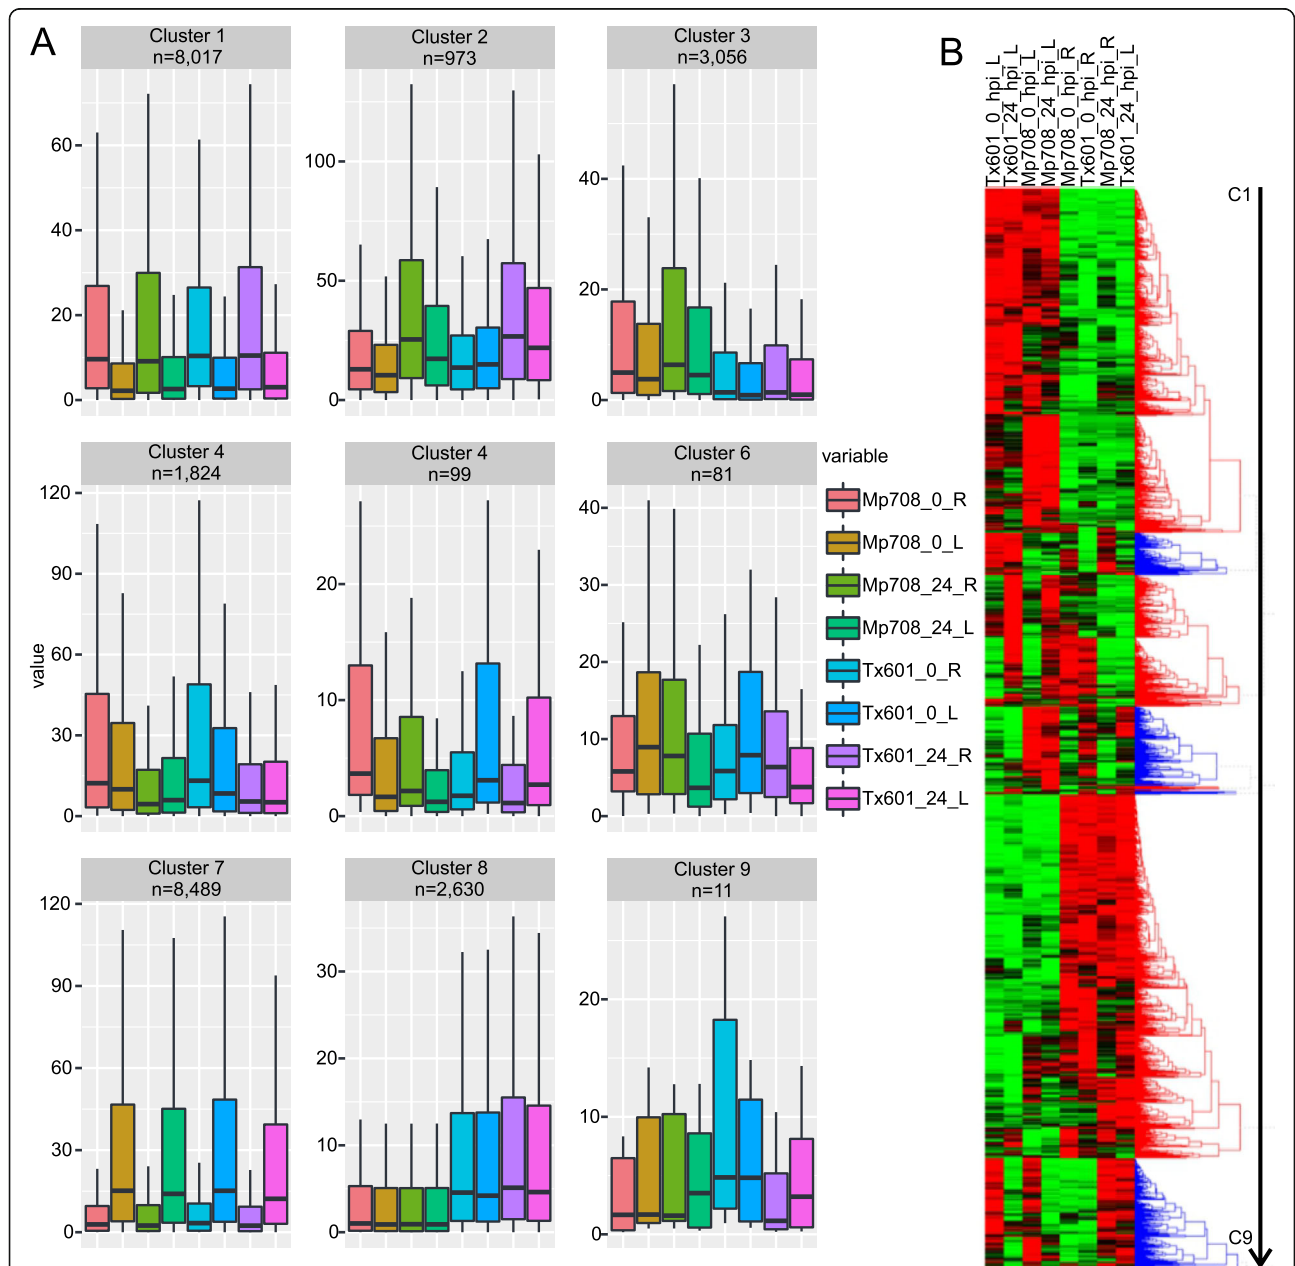 A
Cluster 1
n=8,017
60
40
20
0
Cluster 2
n=973
100
50
0
Cluster 3
n=3,056
40
20
0
value
Cluster 4
n=1,824
120
90
60
30
0
Cluster 4
n=99
20
10
0
Cluster 6
n=81
40
30
20
10
0
variable
Mp708_0_R
Mp708_0_L
Mp708_24_R
Mp708_24_L
Tx601_0_R
Tx601_0_L
Tx601_24_R
Tx601_24_L
Cluster 7
n=8,489
120
90
60
30
0
Cluster 8
n=2,630
30
20
10
0
Cluster 9
n=11
20
10
0
B
Tx601_0_hpi_L
Tx601_24_hpi_L
Mp708_0_hpi_L
Mp708_24_hpi_L
Mp708_0_hpi_R
Tx601_0_hpi_R
Mp708_24_hpi_R
Tx601_24_hpi_L
C1
C9